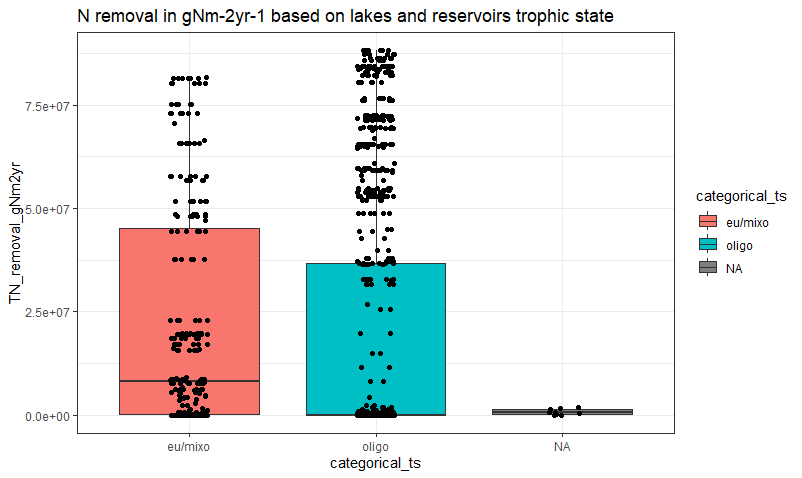 N removal in gNm-2yr-1 based on lakes and reservoirs trophic state
TN_removal_gNm2yr
7.5e+07
5.0e+07
2.5e+07
0.0e+00
eu/mixo
oligo
NA
categorical_ts
categorical_ts
eu/mixo
oligo
NA